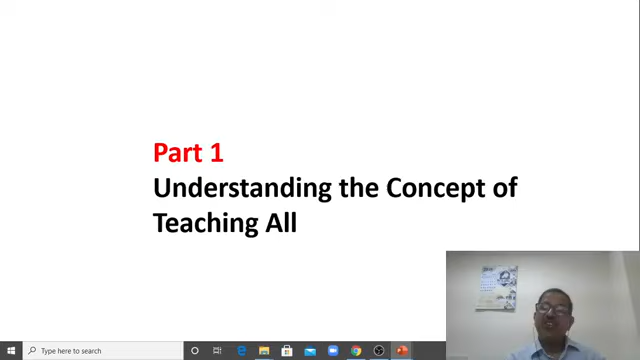 Part 1
Understanding the Concept of
Teaching All
Type here to search